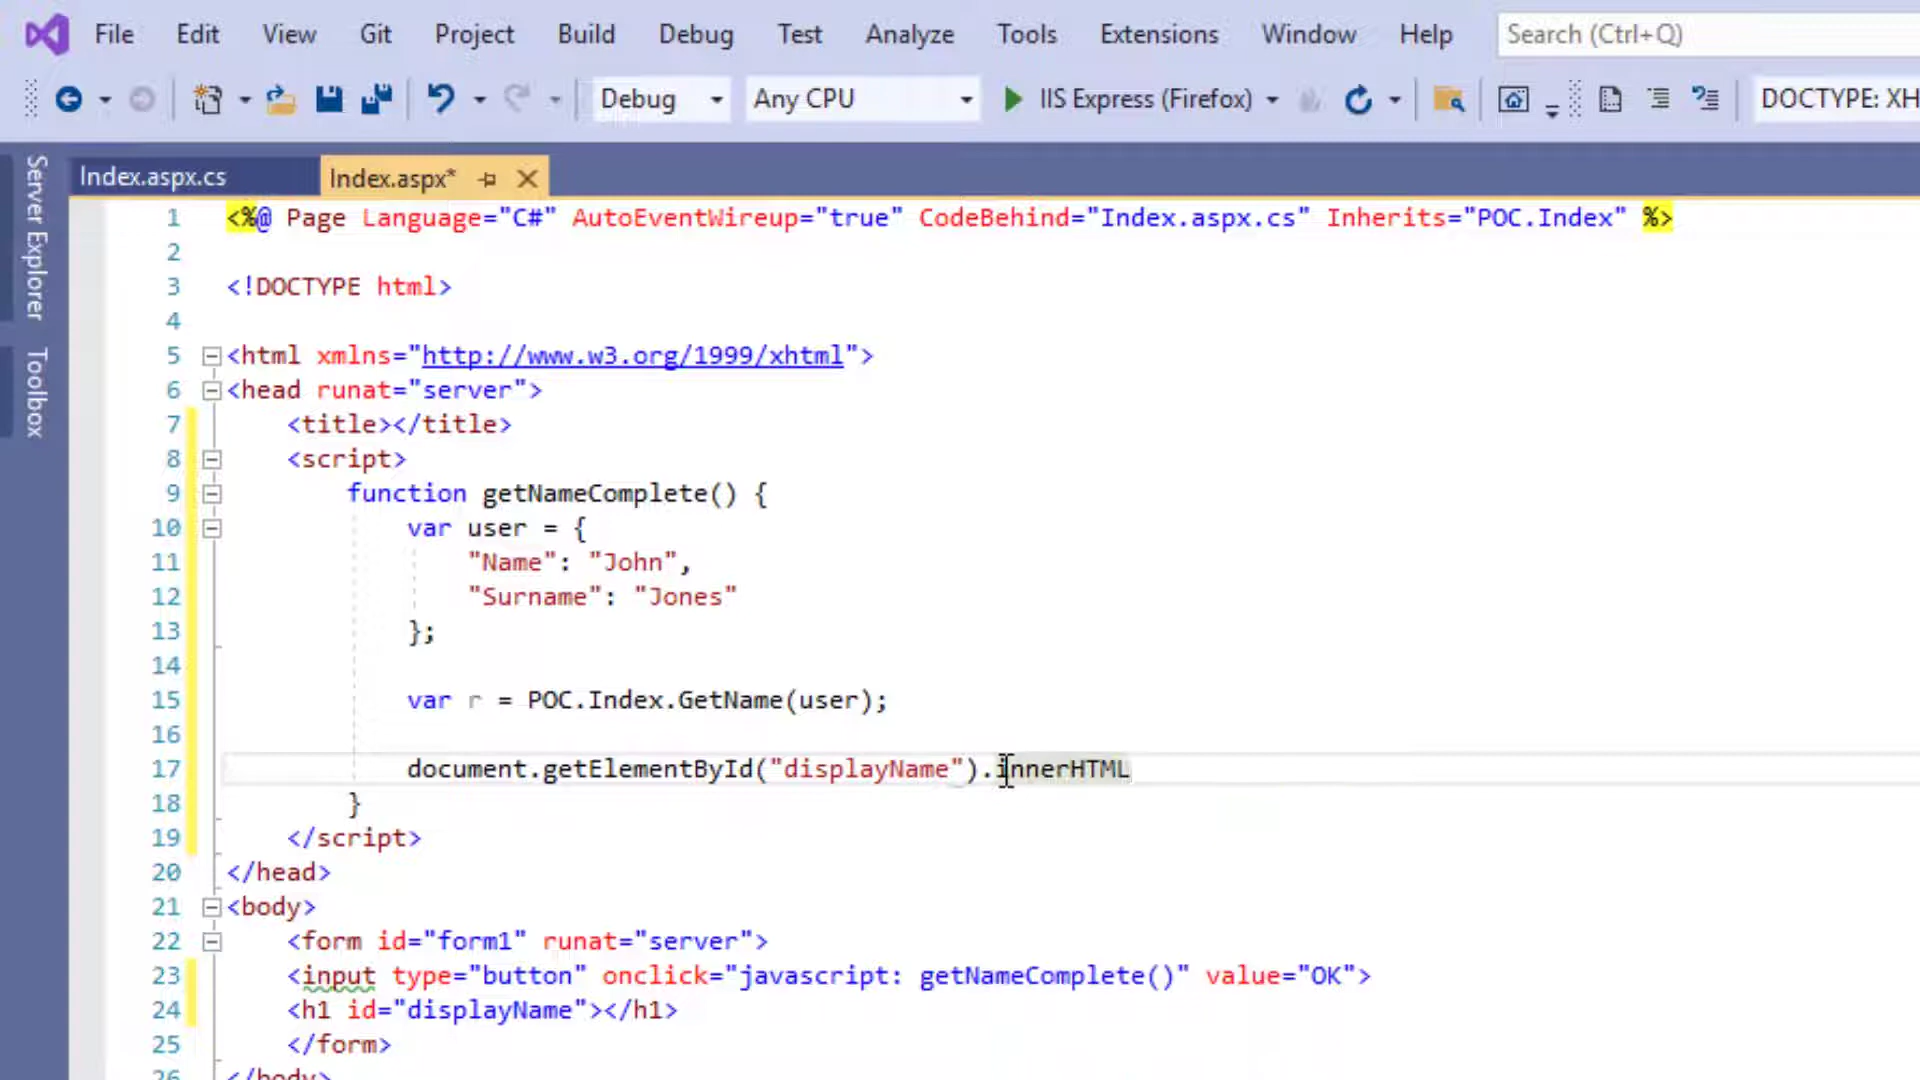 File Edit View Git Project Build Debug Test Analyze Tools Extensions Window Help Search (Ctrl+Q)
Debug Any CPU IIS Express (Firefox) DOCTYPE: XH
Server Explorer
Toolbox
Index.aspx.cs Index.aspx*
1 <%@ Page Language="C#" AutoEventWireup="true" CodeBehind="Index.aspx.cs" Inherits="POC.Index" %>
2
3 <!DOCTYPE html>
4
5 <html xmlns="http://www.w3.org/1999/xhtml">
6 <head runat="server">
7 <title></title>
8 <script>
9 function getNameComplete() {
10 var user = {
11 "Name": "John",
12 "Surname": "Jones"
13 };
14
15 var r = POC.Index.GetName(user);
16
17 document.getElementById("displayName").innerHTML
18 }
19 </script>
20 </head>
21 <body>
22 <form id="form1" runat="server">
23 <input type="button" onclick="javascript: getNameComplete()" value="OK">
24 <h1 id="displayName"></h1>
25 </form>
26 </body>